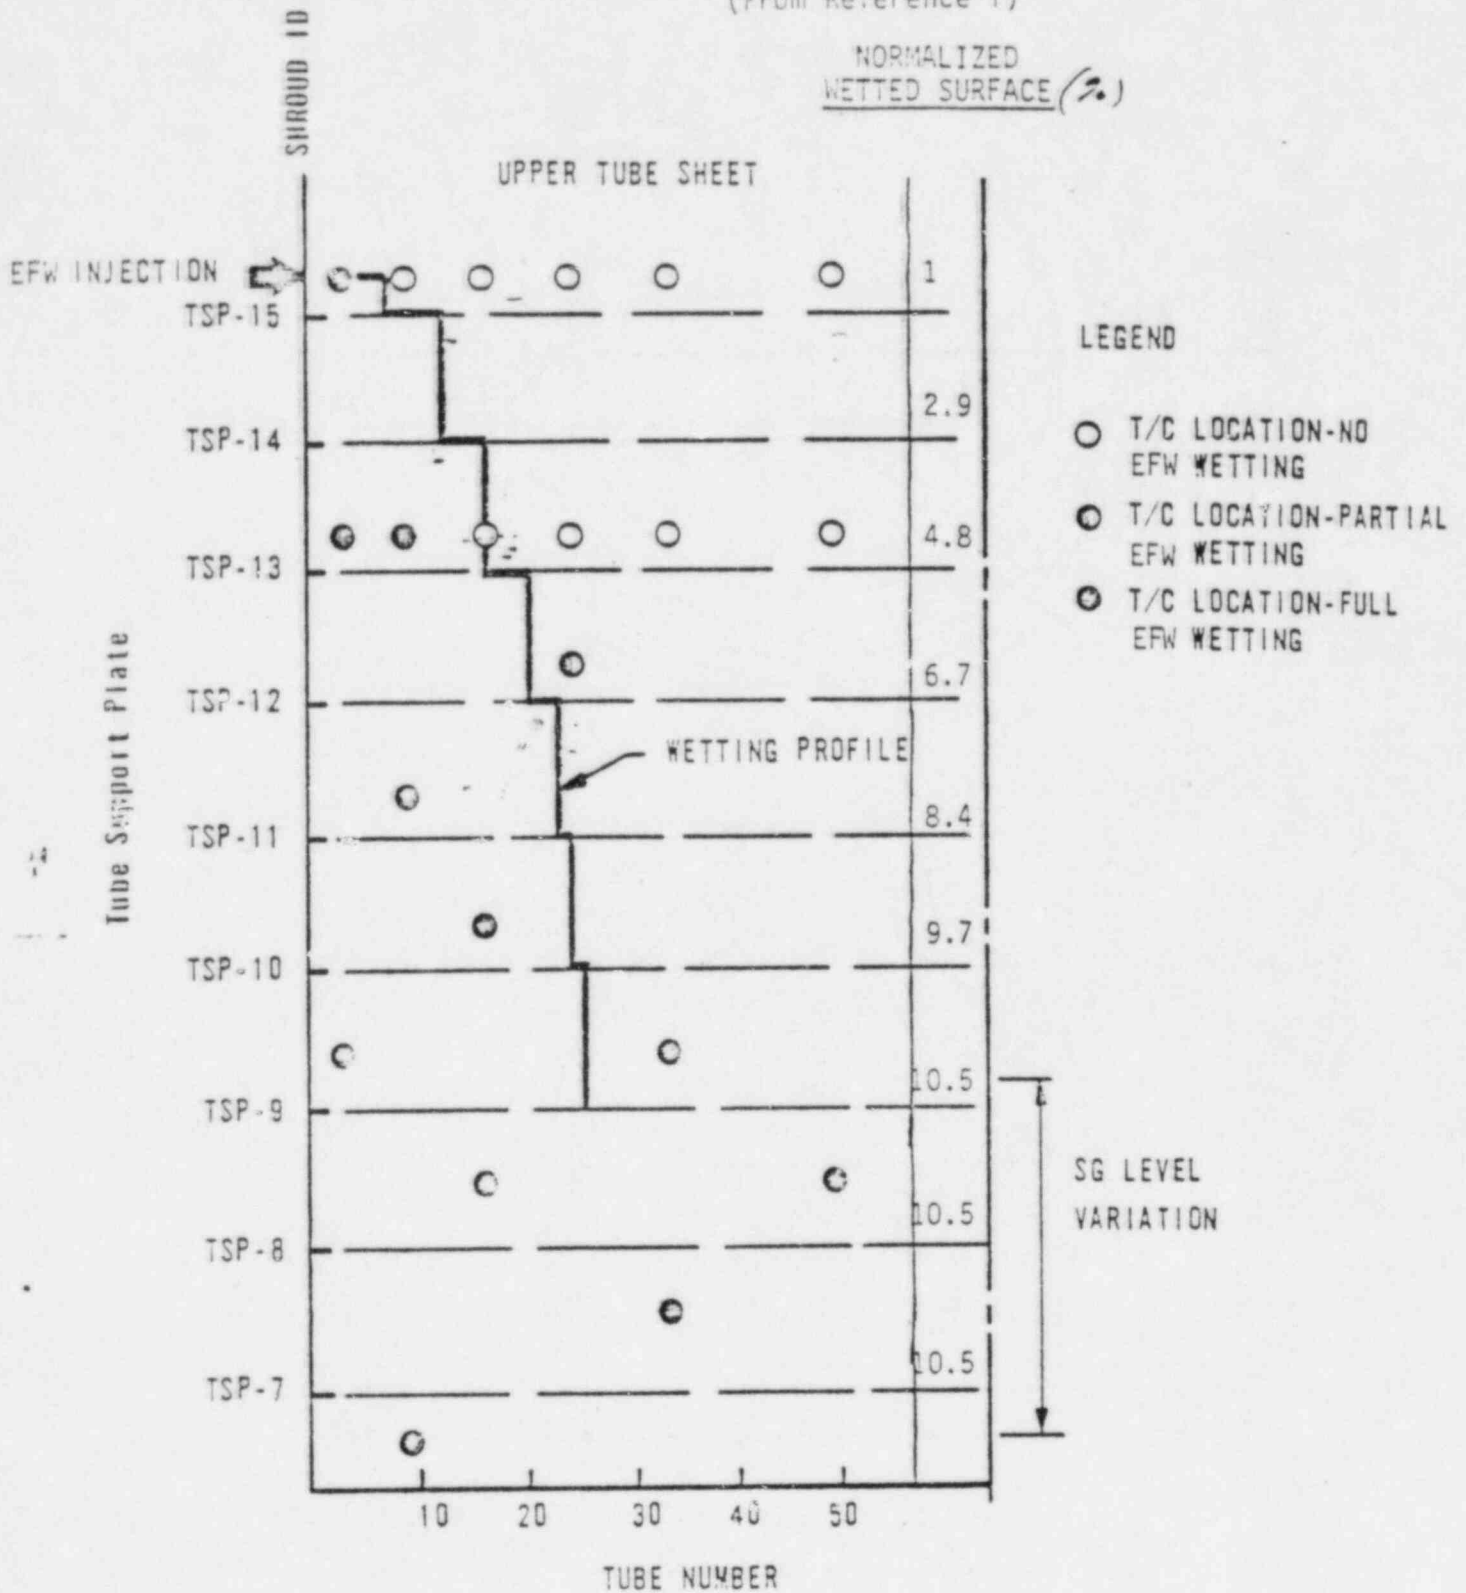 (From Reference 1)
NORMALIZED
WETTED SURFACE (%)
SHROUD ID
UPPER TUBE SHEET
EFW INJECTION
1
TSP-15
2.9
TSP-14
4.8
TSP-13
6.7
TSP-12
WETTING PROFILE
8.4
TSP-11
9.7
TSP-10
10.5
TSP-9
10.5
TSP-8
10.5
TSP-7
Tube Support Plate
10 20 30 40 50
TUBE NUMBER
LEGEND
T/C LOCATION-NO
EFW WETTING
T/C LOCATION-PARTIAL
EFW WETTING
T/C LOCATION-FULL
EFW WETTING
SG LEVEL
VARIATION